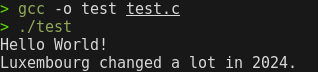 > gcc -o test test.c
> ./test
Hello World!
Luxembourg changed a lot in 2024.